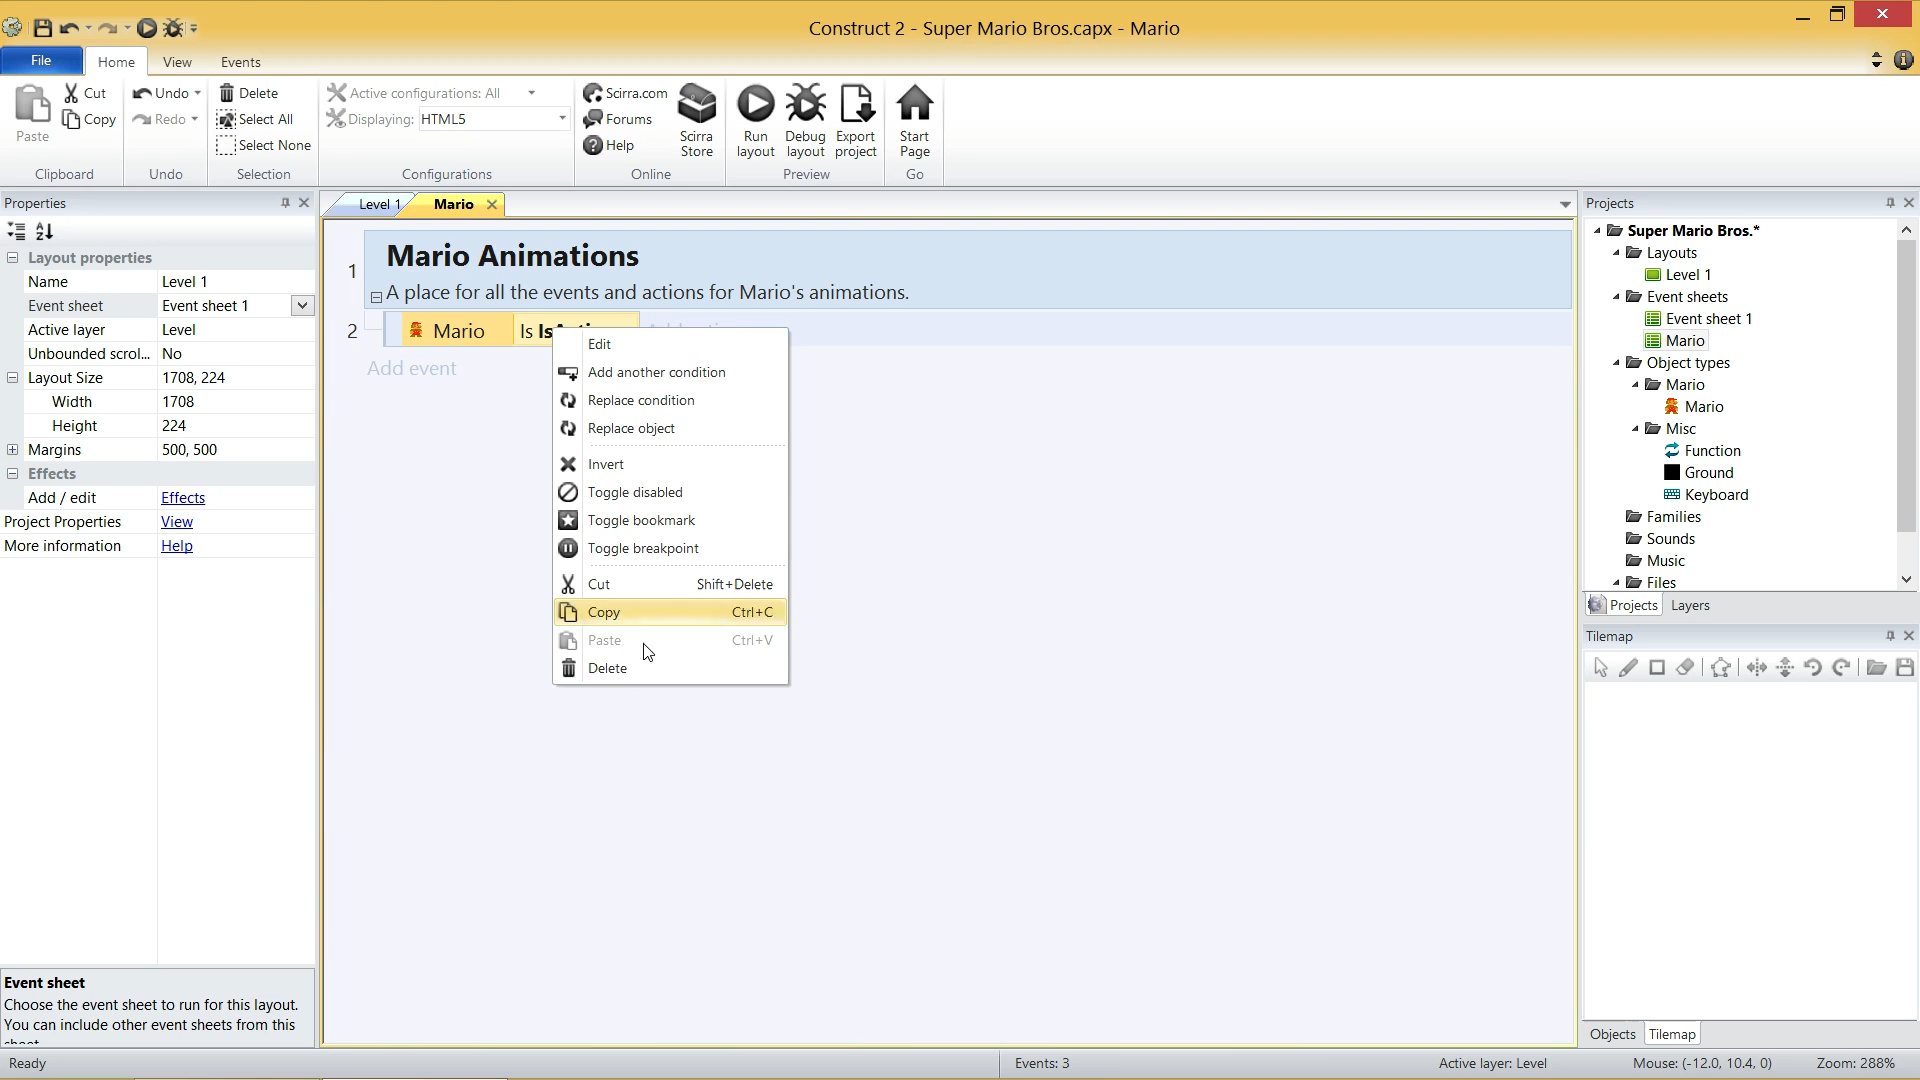 Construct 2 - Super Mario Bros.capx - Mario
File
Home
View
Events
Paste
Cut
Copy
Clipboard
Undo
Redo
Undo
Delete
Select All
Select None
Selection
Active configurations: All
Displaying: HTML5
Configurations
Scirra.com
Forums
Help
Scirra
Store
Online
Run
layout
Debug
layout
Export
project
Preview
Start
Page
Go
Properties
Layout properties
Name Level 1
Event sheet Event sheet 1
Active layer Level
Unbounded scrol... No
Layout Size 1708, 224
Width 1708
Height 224
Margins 500, 500
Effects
Add / edit Effects
Project Properties View
More information Help
Event sheet
Choose the event sheet to run for this layout.
You can include other event sheets from this
Level 1
Mario
1
Mario Animations
A place for all the events and actions for Mario's animations.
2
Mario
Is
Add event
Edit
Add another condition
Replace condition
Replace object
Invert
Toggle disabled
Toggle bookmark
Toggle breakpoint
Cut Shift+Delete
Copy Ctrl+C
Paste Ctrl+V
Delete
Projects
Super Mario Bros.*
Layouts
Level 1
Event sheets
Event sheet 1
Mario
Object types
Mario
Mario
Misc
Function
Ground
Keyboard
Families
Sounds
Music
Files
Projects
Layers
Tilemap
Objects
Tilemap
Ready
Events: 3
Active layer: Level
Mouse: (-12.0, 10.4, 0)
Zoom: 288%